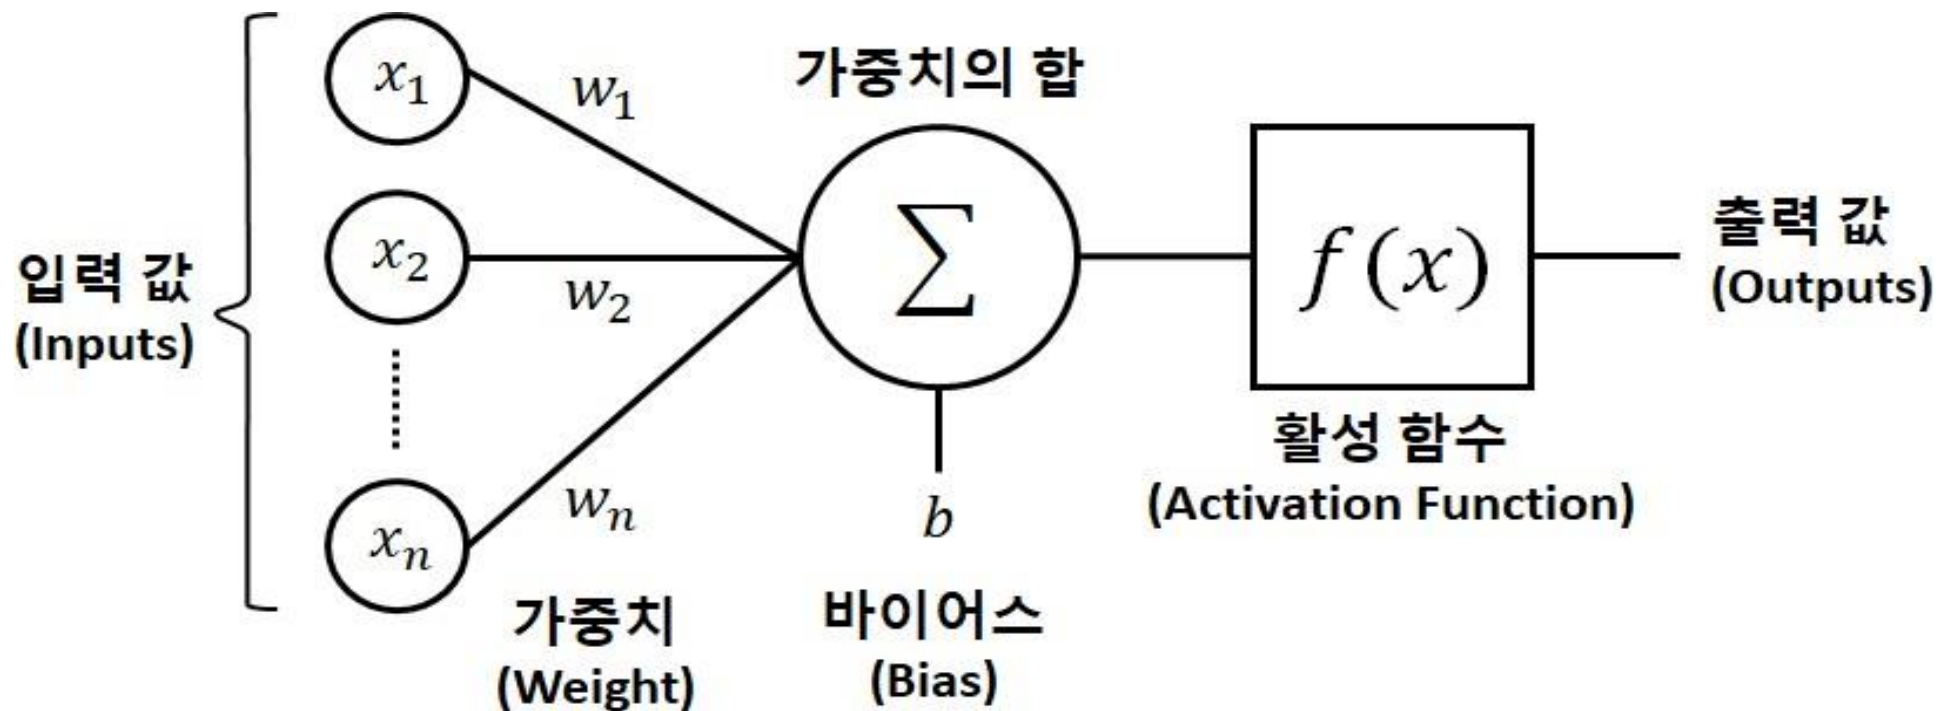 입력 값
(Inputs)
x₁
x₂
xₙ
w₁
w₂
wₙ
가중치
(Weight)
가중치의 합
∑
b
바이어스
(Bias)
f(x)
활성 함수
(Activation Function)
출력 값
(Outputs)